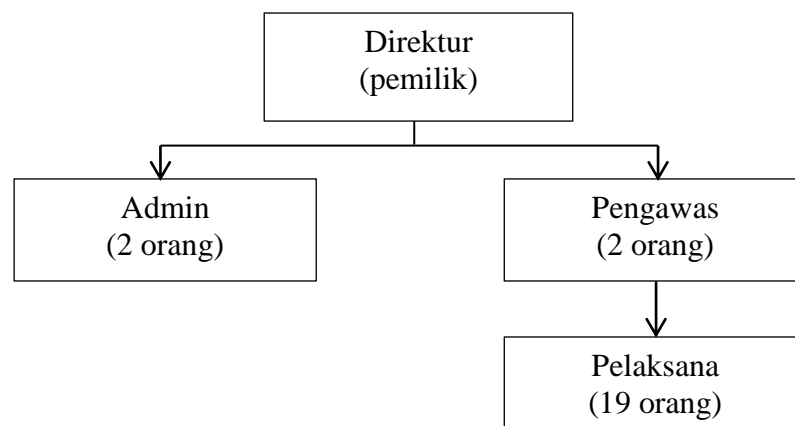 Direktur
(pemilik)
Admin
(2 orang)
Pengawas
(2 orang)
Pelaksana
(19 orang)